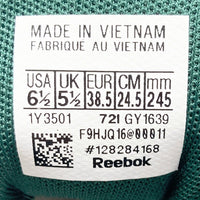 MADE IN VIETNAM
FABRIQUE AU VIETNAM
USA UK EUR CM mm
6½ 5½ 38.5 24.5 245
1Y3501 721 GY1639
F9HJQ16@00011
#128284168
Reebok